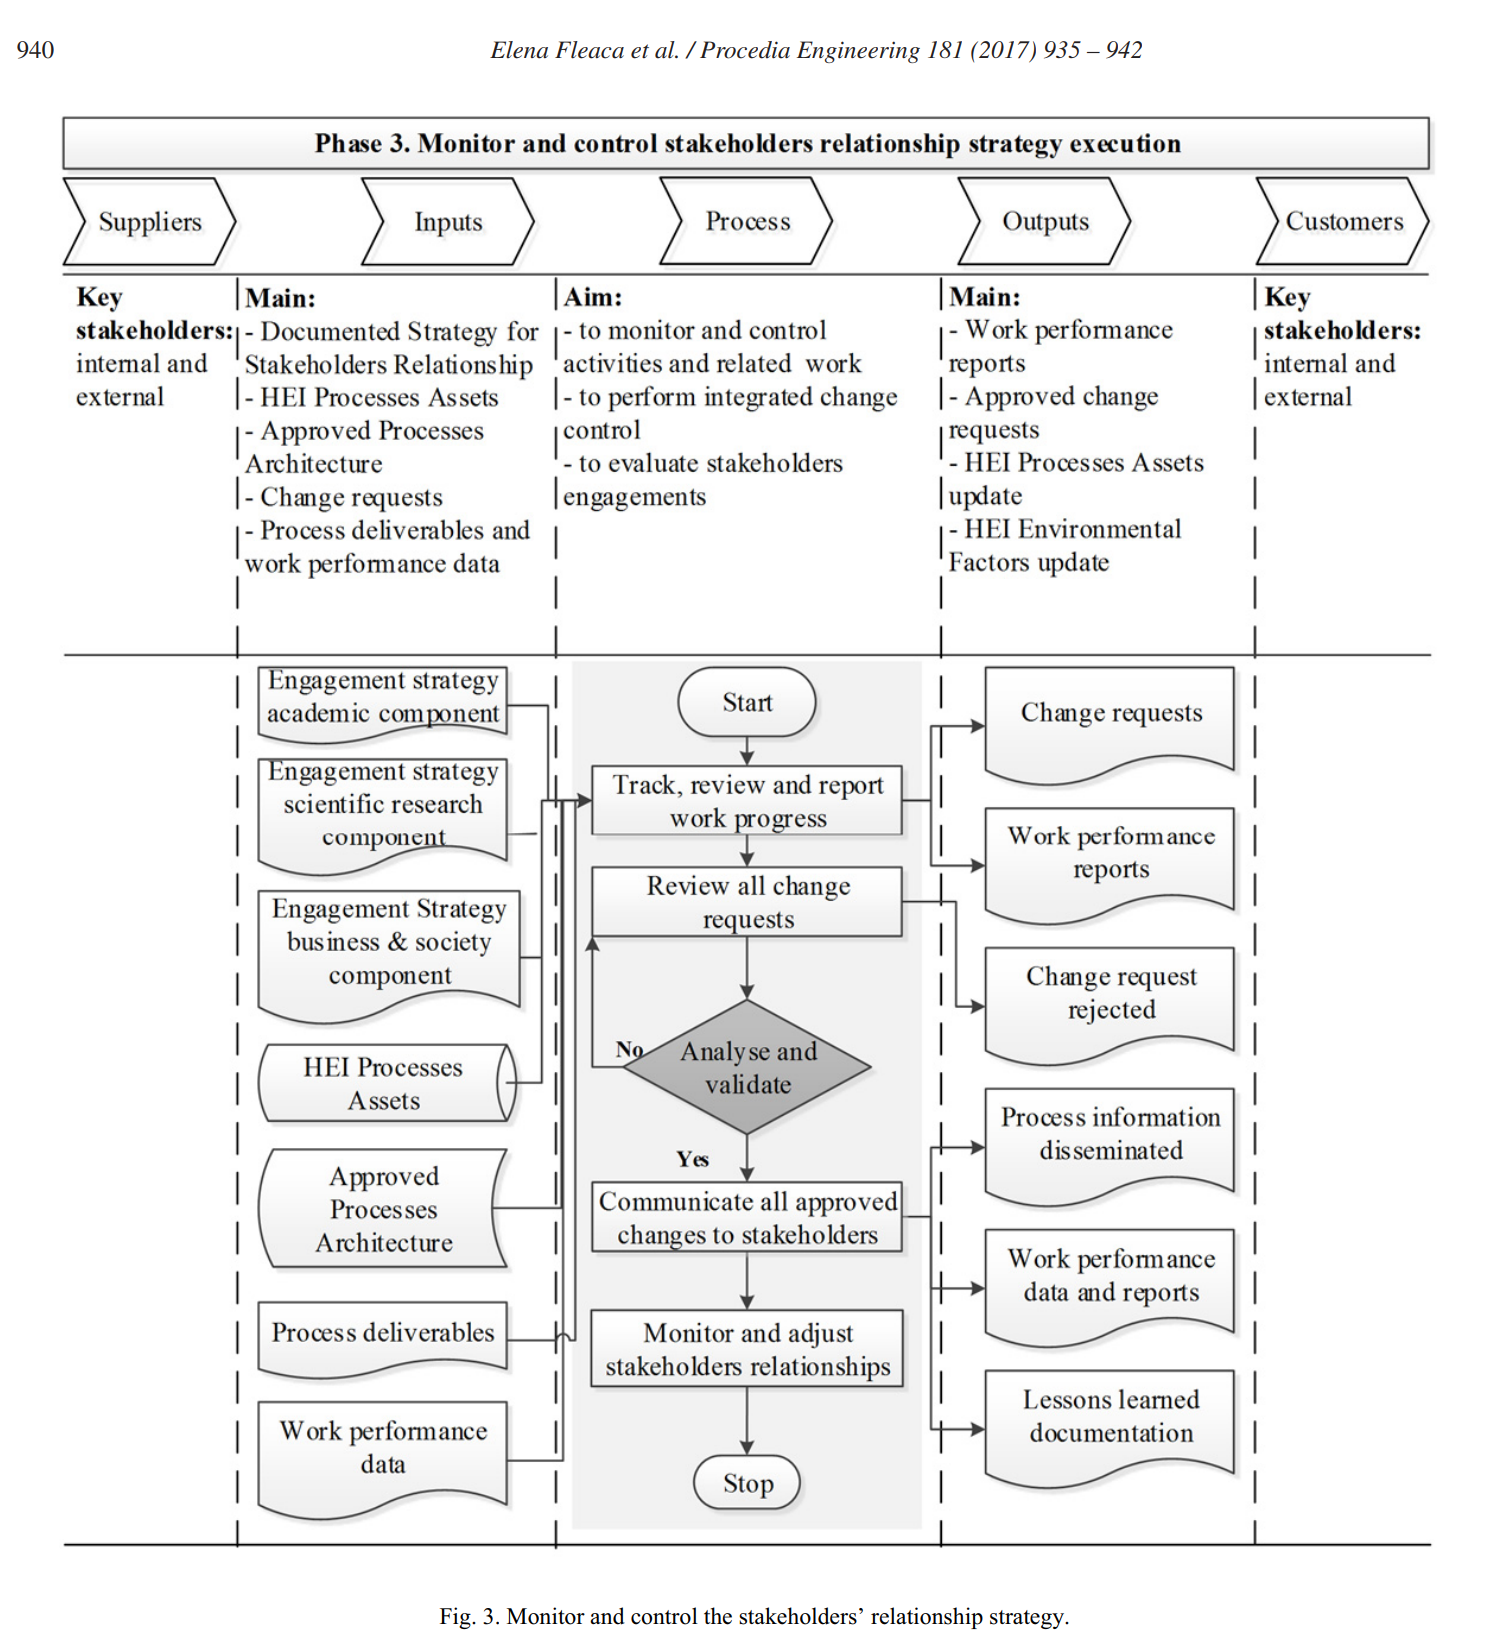 940
Elena Fleaca et al. / Procedia Engineering 181 (2017) 935 – 942
Phase 3. Monitor and control stakeholders relationship strategy execution
Suppliers
Inputs
Process
Outputs
Customers
Key
stakeholders:
internal and
external
Main:
- Documented Strategy for
Stakeholders Relationship
- HEI Processes Assets
- Approved Processes
Architecture
- Change requests
- Process deliverables and
work performance data
Aim:
- to monitor and control
activities and related work
- to perform integrated change
control
- to evaluate stakeholders
engagements
Main:
- Work performance
reports
- Approved change
requests
- HEI Processes Assets
update
- HEI Environmental
Factors update
Key
stakeholders:
internal and
external
Engagement strategy
academic component
Engagement strategy
scientific research
component
Engagement Strategy
business & society
component
HEI Processes
Assets
Approved
Processes
Architecture
Process deliverables
Work performance
data
Start
Track, review and report
work progress
Review all change
requests
No
Analyse and
validate
Yes
Communicate all approved
changes to stakeholders
Monitor and adjust
stakeholders relationships
Stop
Change requests
Work performance
reports
Change request
rejected
Process information
disseminated
Work performance
data and reports
Lessons learned
documentation
Fig. 3. Monitor and control the stakeholders’ relationship strategy.